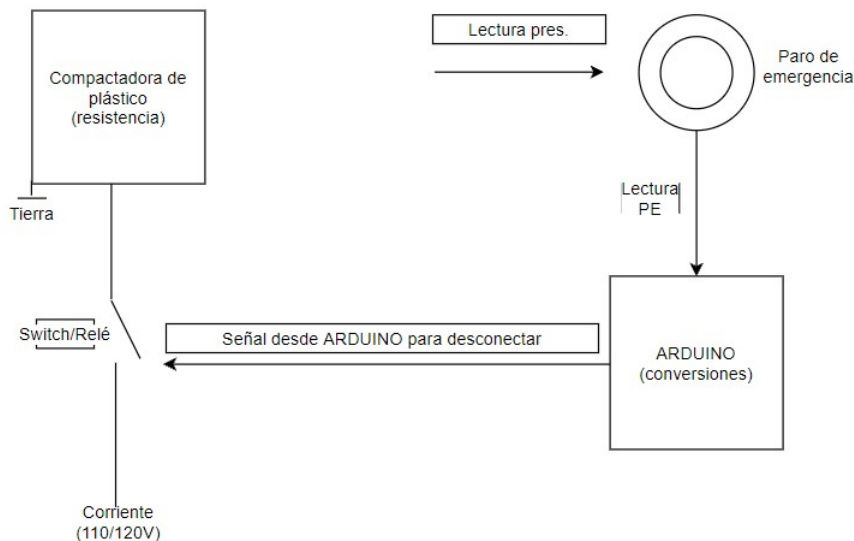 Compactadora de
plástico
(resistencia)
Tierra
Lectura pres.
Paro de
emergencia
Lectura
PE
Switch/Relé
Señal desde ARDUINO para desconectar
ARDUINO
(conversiones)
Corriente
(110/120V)